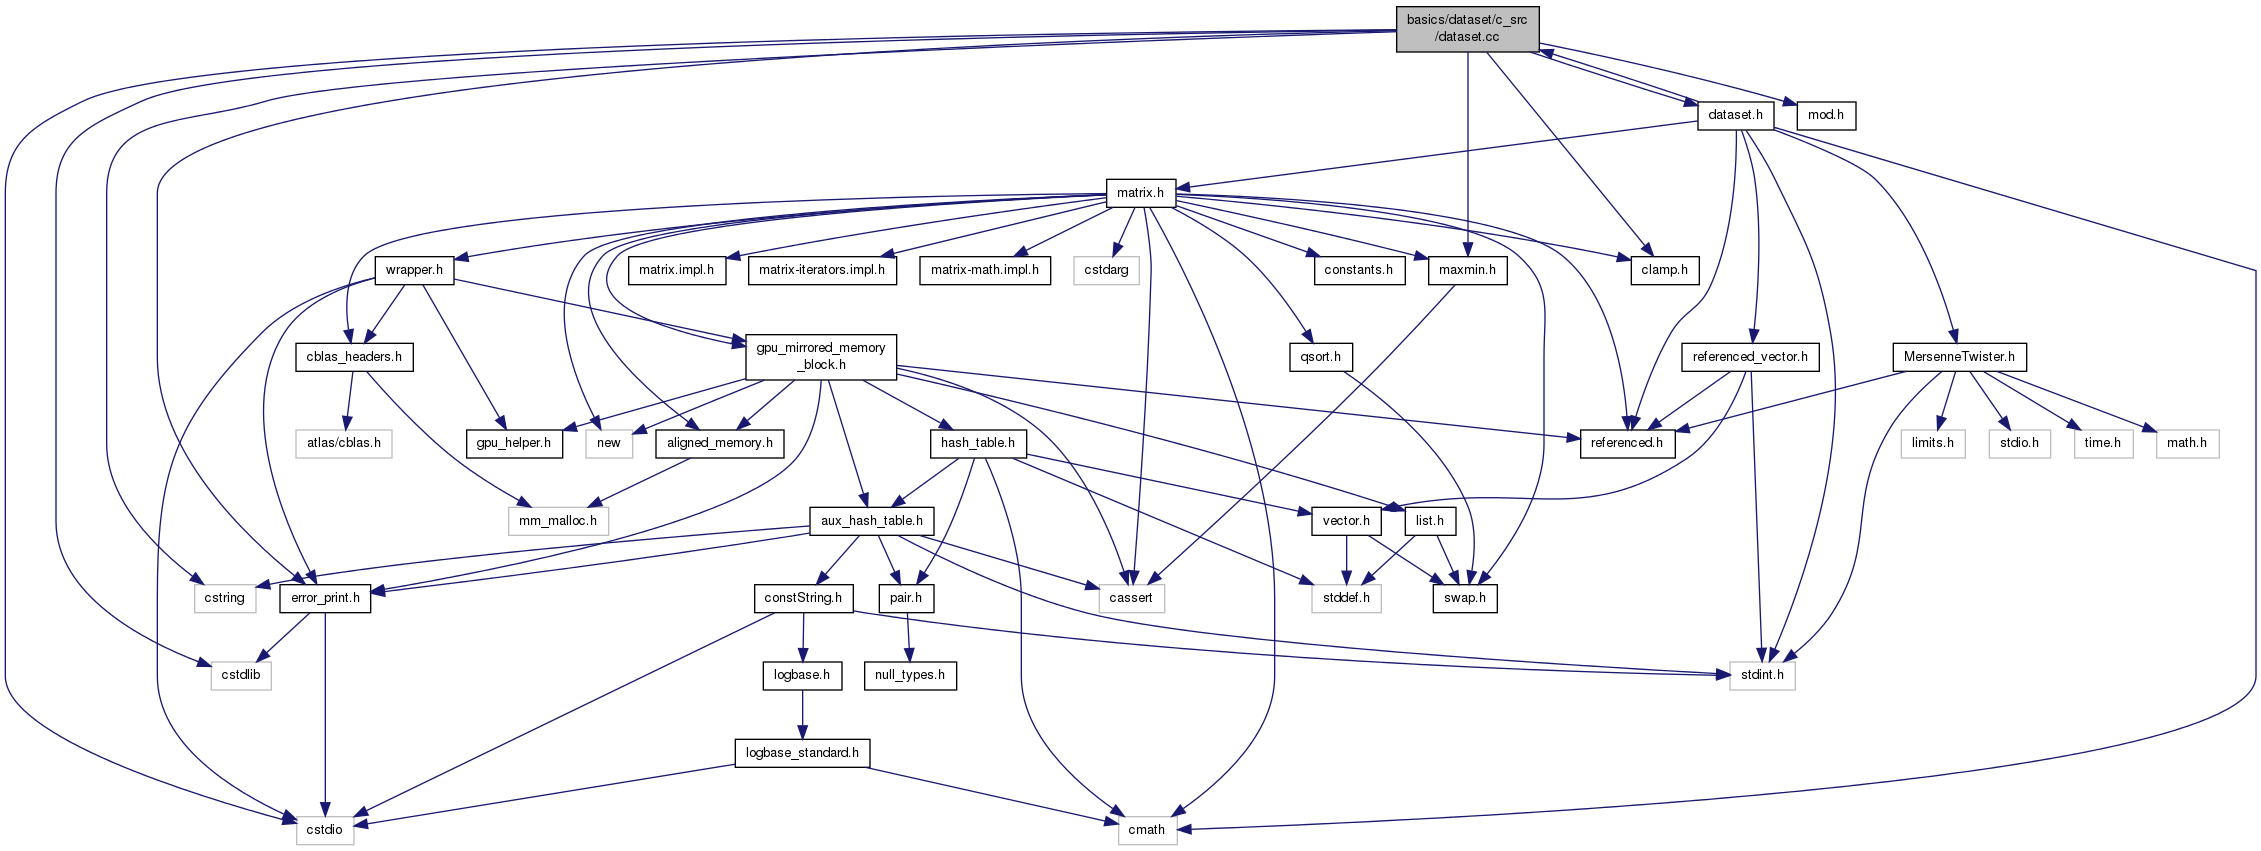 basics/dataset/c_src
/dataset.cc
dataset.h
mod.h
matrix.h
wrapper.h
matrix.impl.h
matrix-iterators.impl.h
matrix-math.impl.h
cstdarg
constants.h
maxmin.h
clamp.h
cblas_headers.h
gpu_mirrored_memory
_block.h
qsort.h
referenced_vector.h
MersenneTwister.h
atlas/cblas.h
gpu_helper.h
new
aligned_memory.h
hash_table.h
referenced.h
limits.h
stdio.h
time.h
math.h
mm_malloc.h
aux_hash_table.h
vector.h
list.h
cstring
error_print.h
constString.h
pair.h
cassert
stddef.h
swap.h
cstdlib
logbase.h
null_types.h
stdint.h
logbase_standard.h
cstdio
cmath